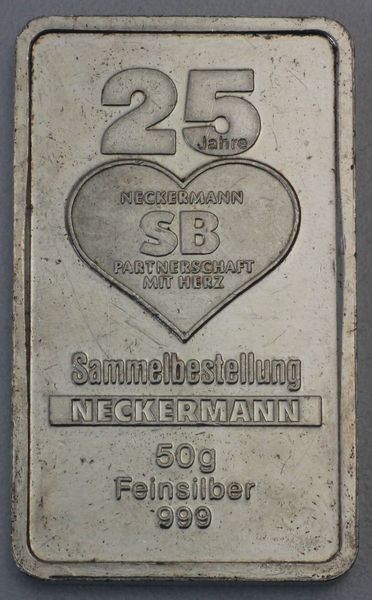 25
Jahre
NECKERMANN
SB
PARTNERSCHAFT
MIT HERZ
Sammelbestellung
NECKERMANN
50g
Feinsilber
999